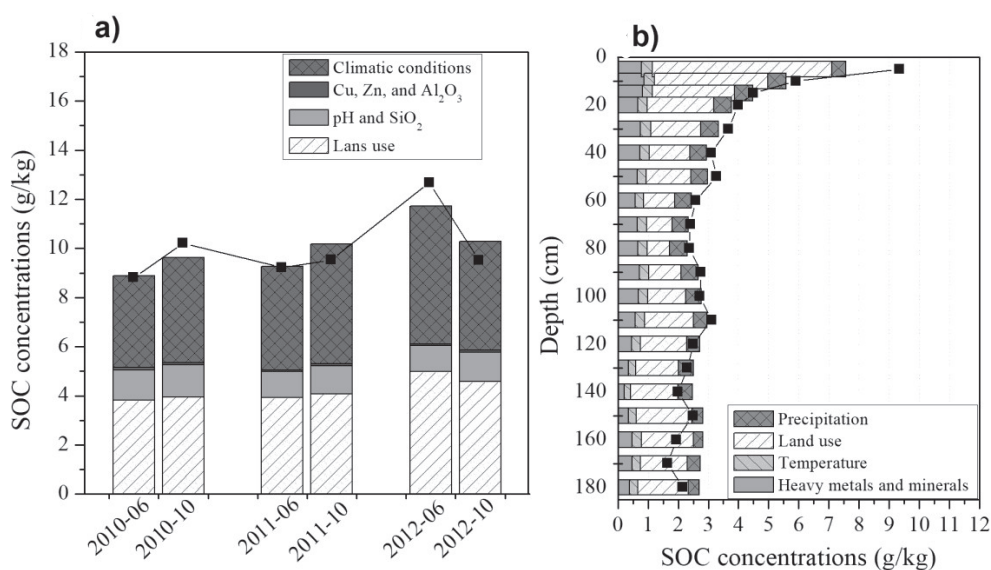 a)
18
16
14
12
10
8
6
4
2
0
SOC concentrations (g/kg)
Climatic conditions
Cu, Zn, and Al₂O₃
pH and SiO₂
Lans use
2010-06
2010-10
2011-06
2011-10
2012-06
2012-10
b)
0
20
40
60
80
100
120
140
160
180
Depth (cm)
Precipitation
Land use
Temperature
Heavy metals and minerals
0 1 2 3 4 5 6 7 8 9 10 11 12
SOC concentrations (g/kg)